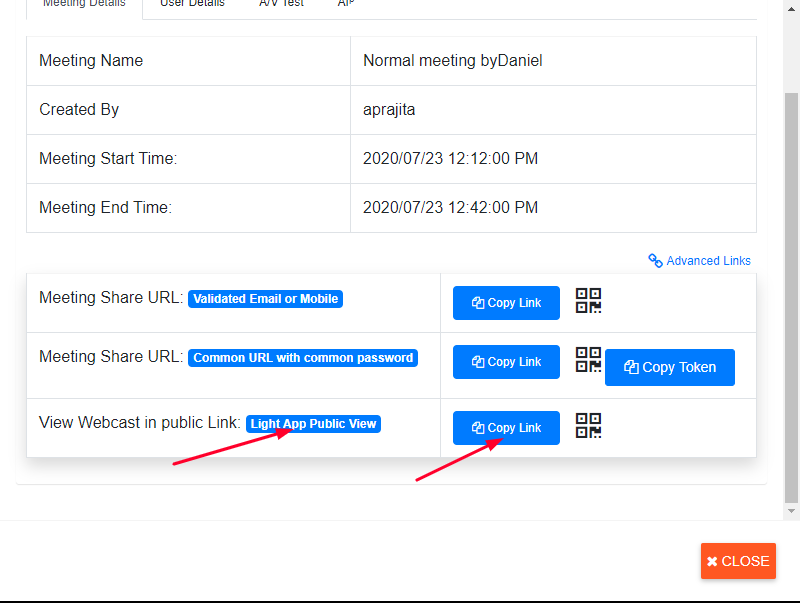 Meeting Details User Details A/V Test AIP
Meeting Name Normal meeting byDaniel
Created By aprajita
Meeting Start Time: 2020/07/23 12:12:00 PM
Meeting End Time: 2020/07/23 12:42:00 PM
Advanced Links
Meeting Share URL: Validated Email or Mobile Copy Link
Meeting Share URL: Common URL with common password Copy Link Copy Token
View Webcast in public Link: Light App Public View Copy Link
CLOSE